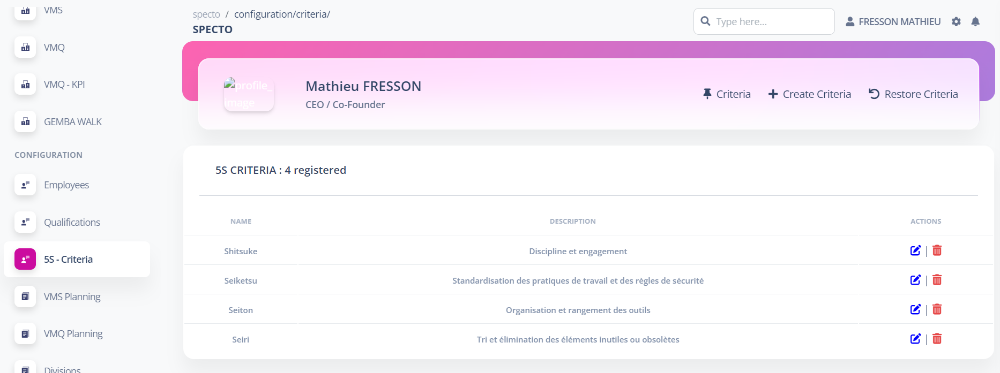 VMS
VMQ
VMQ - KPI
GEMBA WALK
CONFIGURATION
Employees
Qualifications
5S - Criteria
VMS Planning
VMQ Planning
Divisions
specto / configuration/criteria/
SPECTO
Type here...
FRESSON MATHIEU
profile_
image
Mathieu FRESSON
CEO / Co-Founder
Criteria
Create Criteria
Restore Criteria
5S CRITERIA : 4 registered
NAME DESCRIPTION ACTIONS
Shitsuke Discipline et engagement |
Seiketsu Standardisation des pratiques de travail et des règles de sécurité |
Seiton Organisation et rangement des outils |
Seiri Tri et élimination des éléments inutiles ou obsolètes |